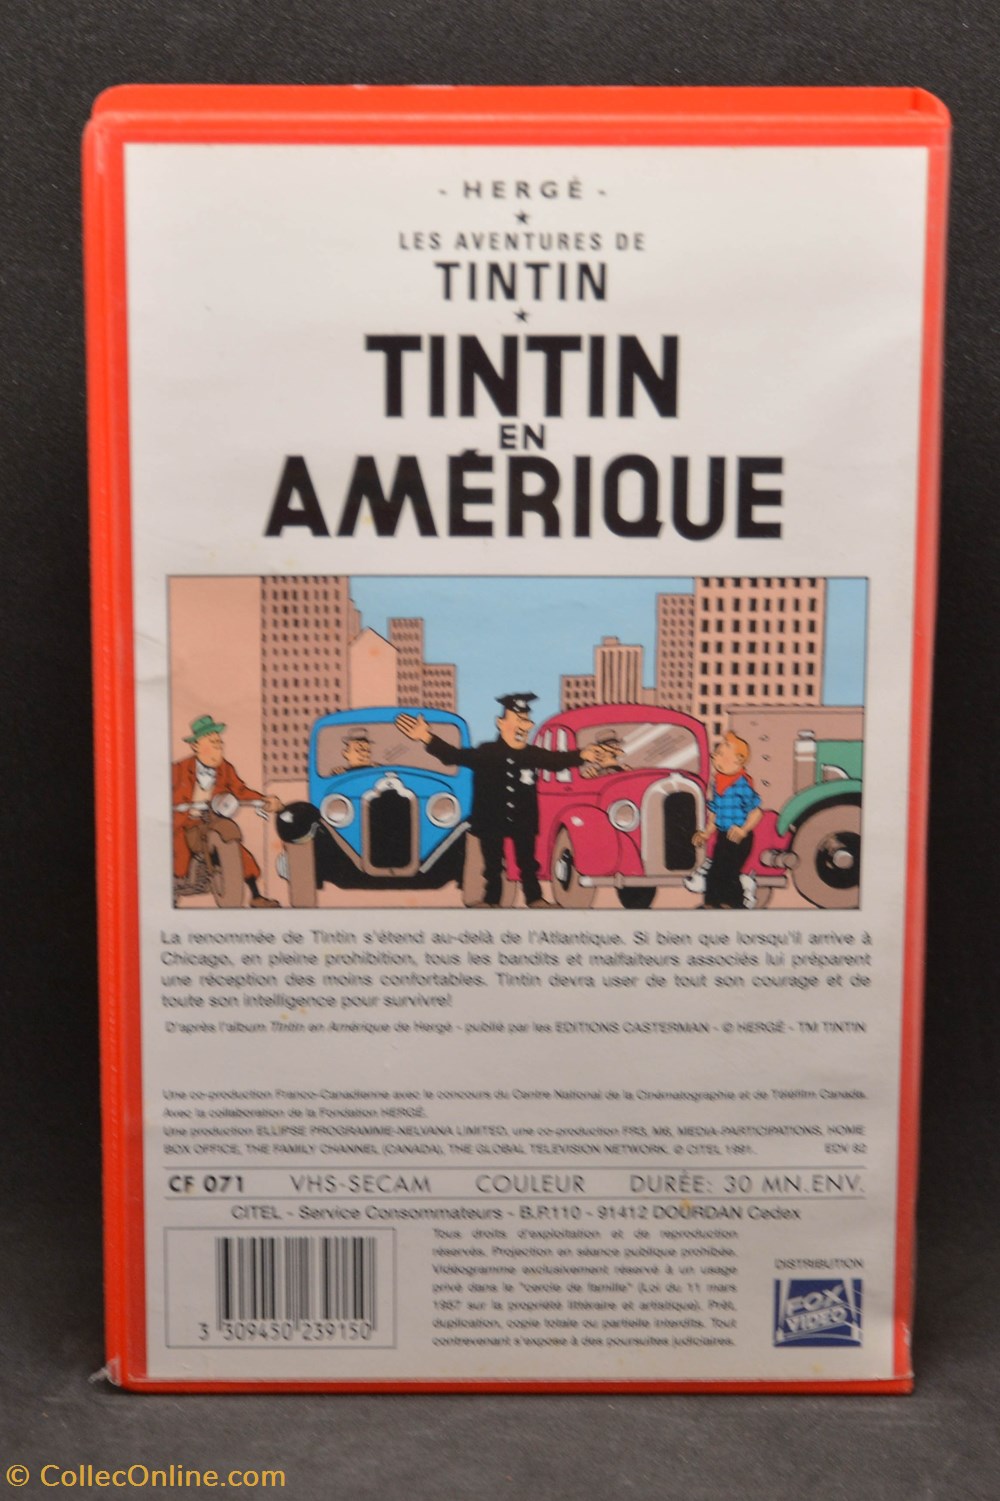 - HERGÉ -
LES AVENTURES DE
TINTIN
TINTIN
EN
AMÉRIQUE
La renommée de Tintin s'étend au-delà de l'Atlantique. Si bien que lorsqu'il arrive à
Chicago, en pleine prohibition, tous les bandits et malfaiteurs associés lui préparent
une réception des moins confortables. Tintin devra user de tout son courage et de
toute son intelligence pour survivre!
D'après l'album Tintin en Amérique de Hergé - publié par les EDITIONS CASTERMAN - © HERGÉ - TM TINTIN
Une co-production Franco-Canadienne avec le concours du Centre National de la Cinématographie et de Téléfilm Canada.
Avec la collaboration de la Fondation HERGÉ.
Une production ELLIPSE PROGRAMME-NELVANA LIMITED, une co-production FR3, M6, MEDIA-PARTICIPATIONS, HOME
BOX OFFICE, THE FAMILY CHANNEL (CANADA), THE GLOBAL TELEVISION NETWORK. © CITEL 1991. EDV 92
CF 071 VHS-SECAM COULEUR DURÉE: 30 MN.ENV.
CITEL - Service Consommateurs - B.P.110 - 91412 DOURDAN Cedex
Tous droits d'exploitation et de reproduction
réservés. Projection en séance publique prohibée.
Vidéogramme exclusivement réservé à un usage
privé dans le "cercle de famille" (Loi du 11 mars
1957 sur la propriété littéraire et artistique). Prêt,
duplication, copie totale ou partielle interdits. Tout
contrevenant s'expose à des poursuites judiciaires.
DISTRIBUTION
FOX
VIDEO
3 309450 239150
© CollecOnline.com